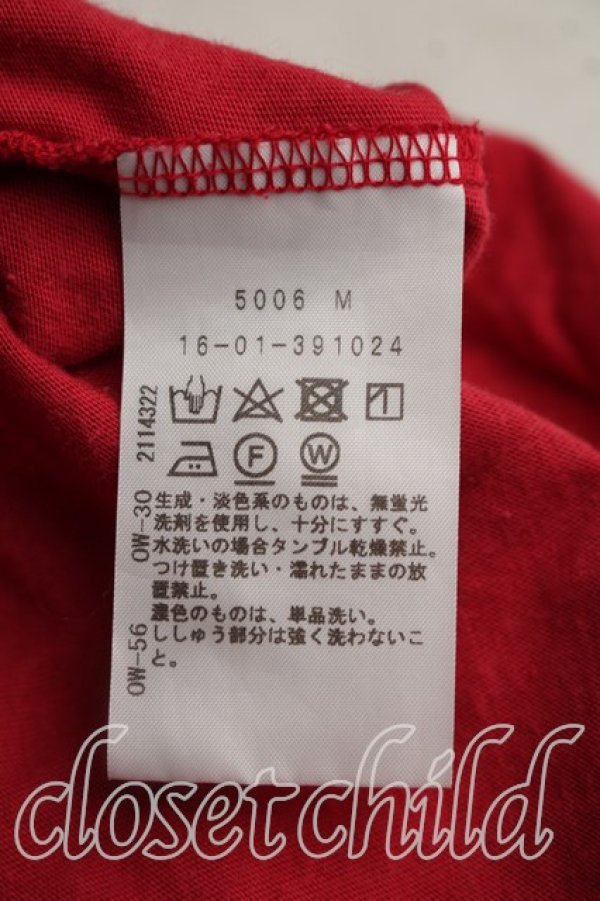 5006 M
16-01-391024
2114322
F
W
OW-30
生成・淡色系のものは、無蛍光
洗剤を使用し、十分にすすぐ。
水洗いの場合タンブル乾燥禁止。
つけ置き洗い・濡れたままの放
置禁止。
濃色のものは、単品洗い。
ししゅう部分は強く洗わないこ
と。
OW-56
closet child